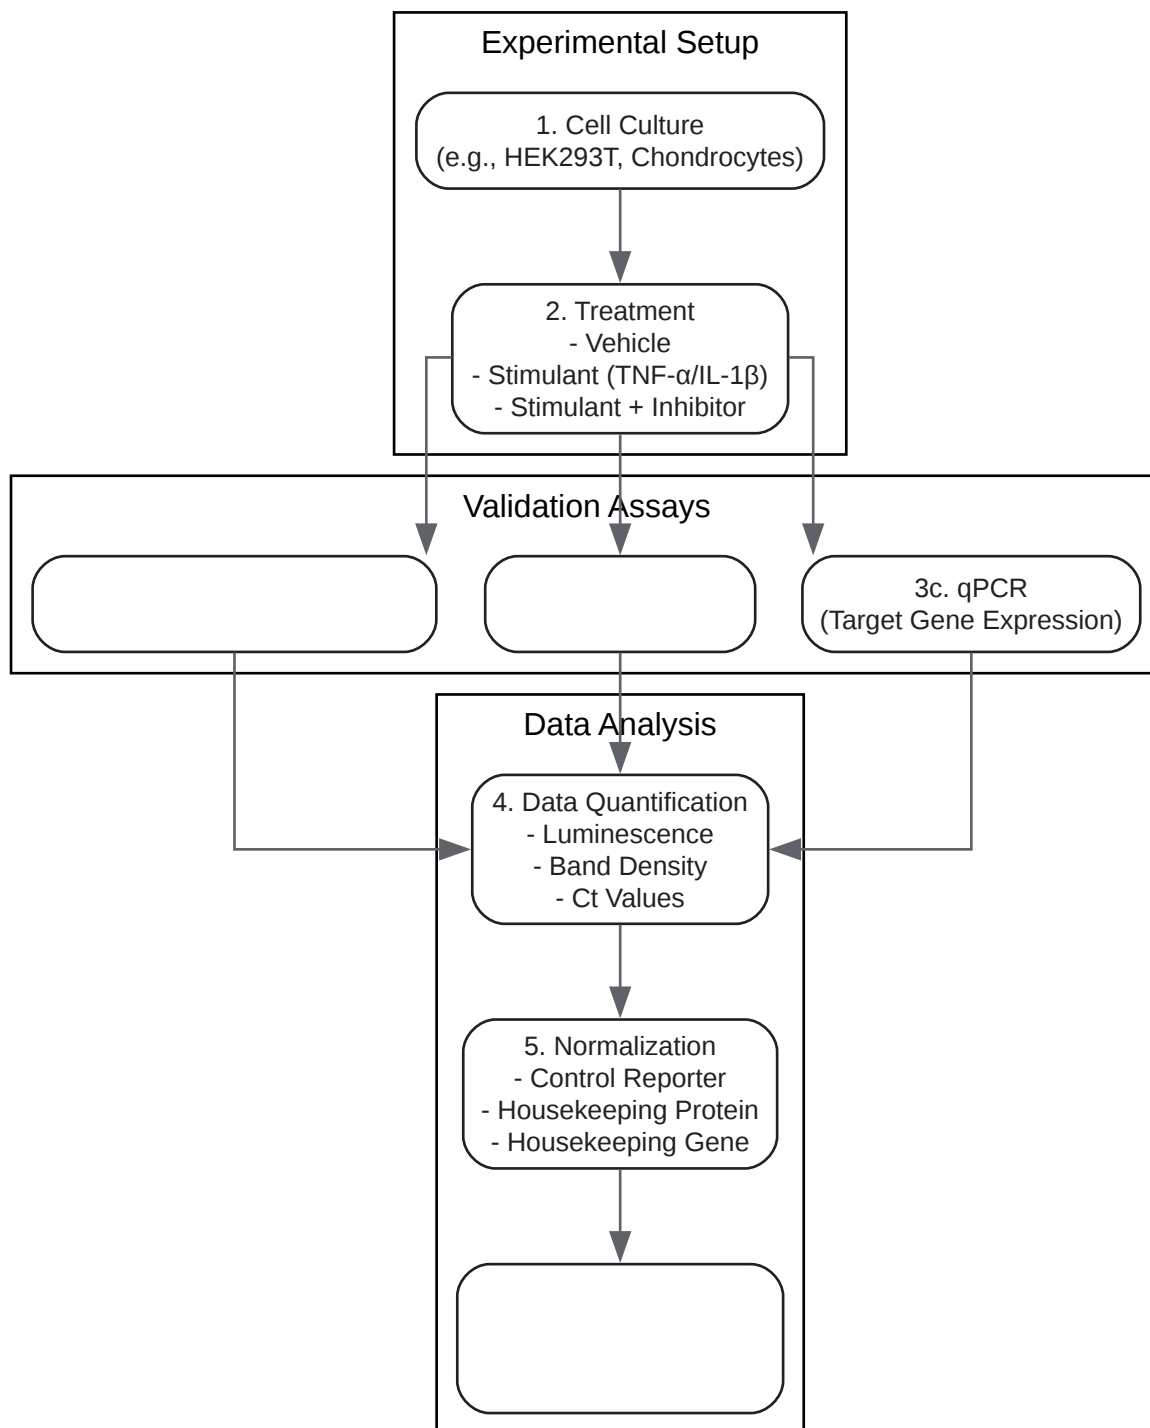 Experimental Setup
1. Cell Culture
(e.g., HEK293T, Chondrocytes)
2. Treatment
- Vehicle
- Stimulant (TNF-α/IL-1β)
- Stimulant + Inhibitor
Validation Assays
3c. qPCR
(Target Gene Expression)
Data Analysis
4. Data Quantification
- Luminescence
- Band Density
- Ct Values
5. Normalization
- Control Reporter
- Housekeeping Protein
- Housekeeping Gene